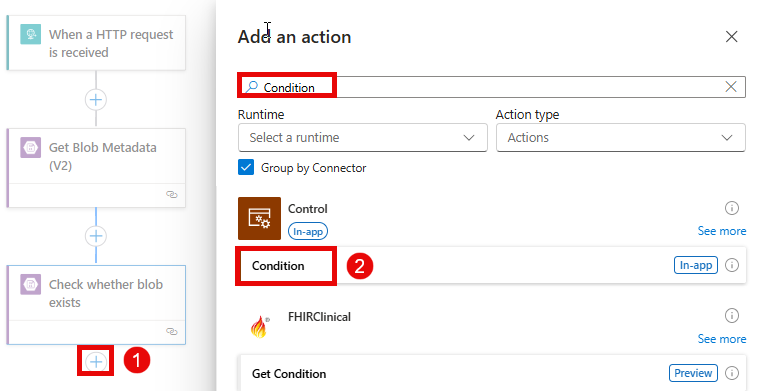 When a HTTP request
is received
Get Blob Metadata
(V2)
Check whether blob
exists
1
Add an action
Condition
Runtime
Action type
Select a runtime
Actions
Group by Connector
Control
In-app
See more
Condition
2
In-app
FHIRClinical
See more
Get Condition
Preview